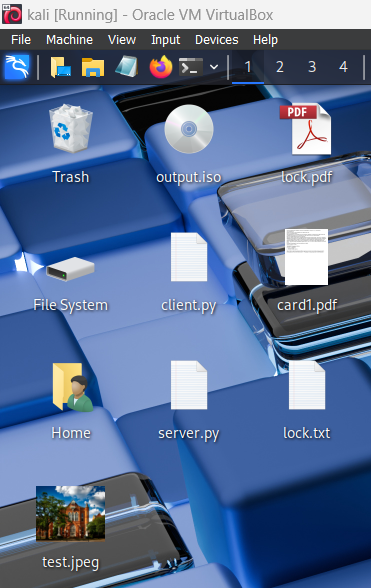 kali [Running] - Oracle VM VirtualBox
File Machine View Input Devices Help
1 2 3 4
Trash output.iso lock.pdf
PDF
File System client.py card1.pdf
Home server.py lock.txt
test.jpeg